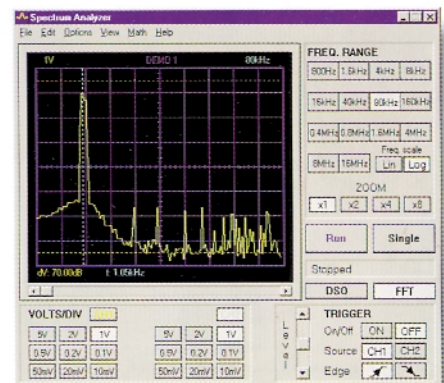 Spectrum Analyzer
File Edit Options View Math Help
1V DEMO 1 80kHz
dV: 70.00dB f: 1.05kHz
FREQ. RANGE
800Hz 1.6kHz 4kHz 8kHz
16kHz 40kHz 80kHz 160kHz
0.4MHz 0.8MHz 1.6MHz 4MHz
Freq. scale
8MHz 16MHz Lin Log
ZOOM
x1 x2 x4 x8
Run Single
Stopped
DSO FFT
VOLTS/DIV
5V 2V 1V 5V 2V 1V
0.5V 0.2V 0.1V 0.5V 0.2V 0.1V
50mV 20mV 10mV 50mV 20mV 10mV
Level
TRIGGER
On/Off ON OFF
Source CH1 CH2
Edge